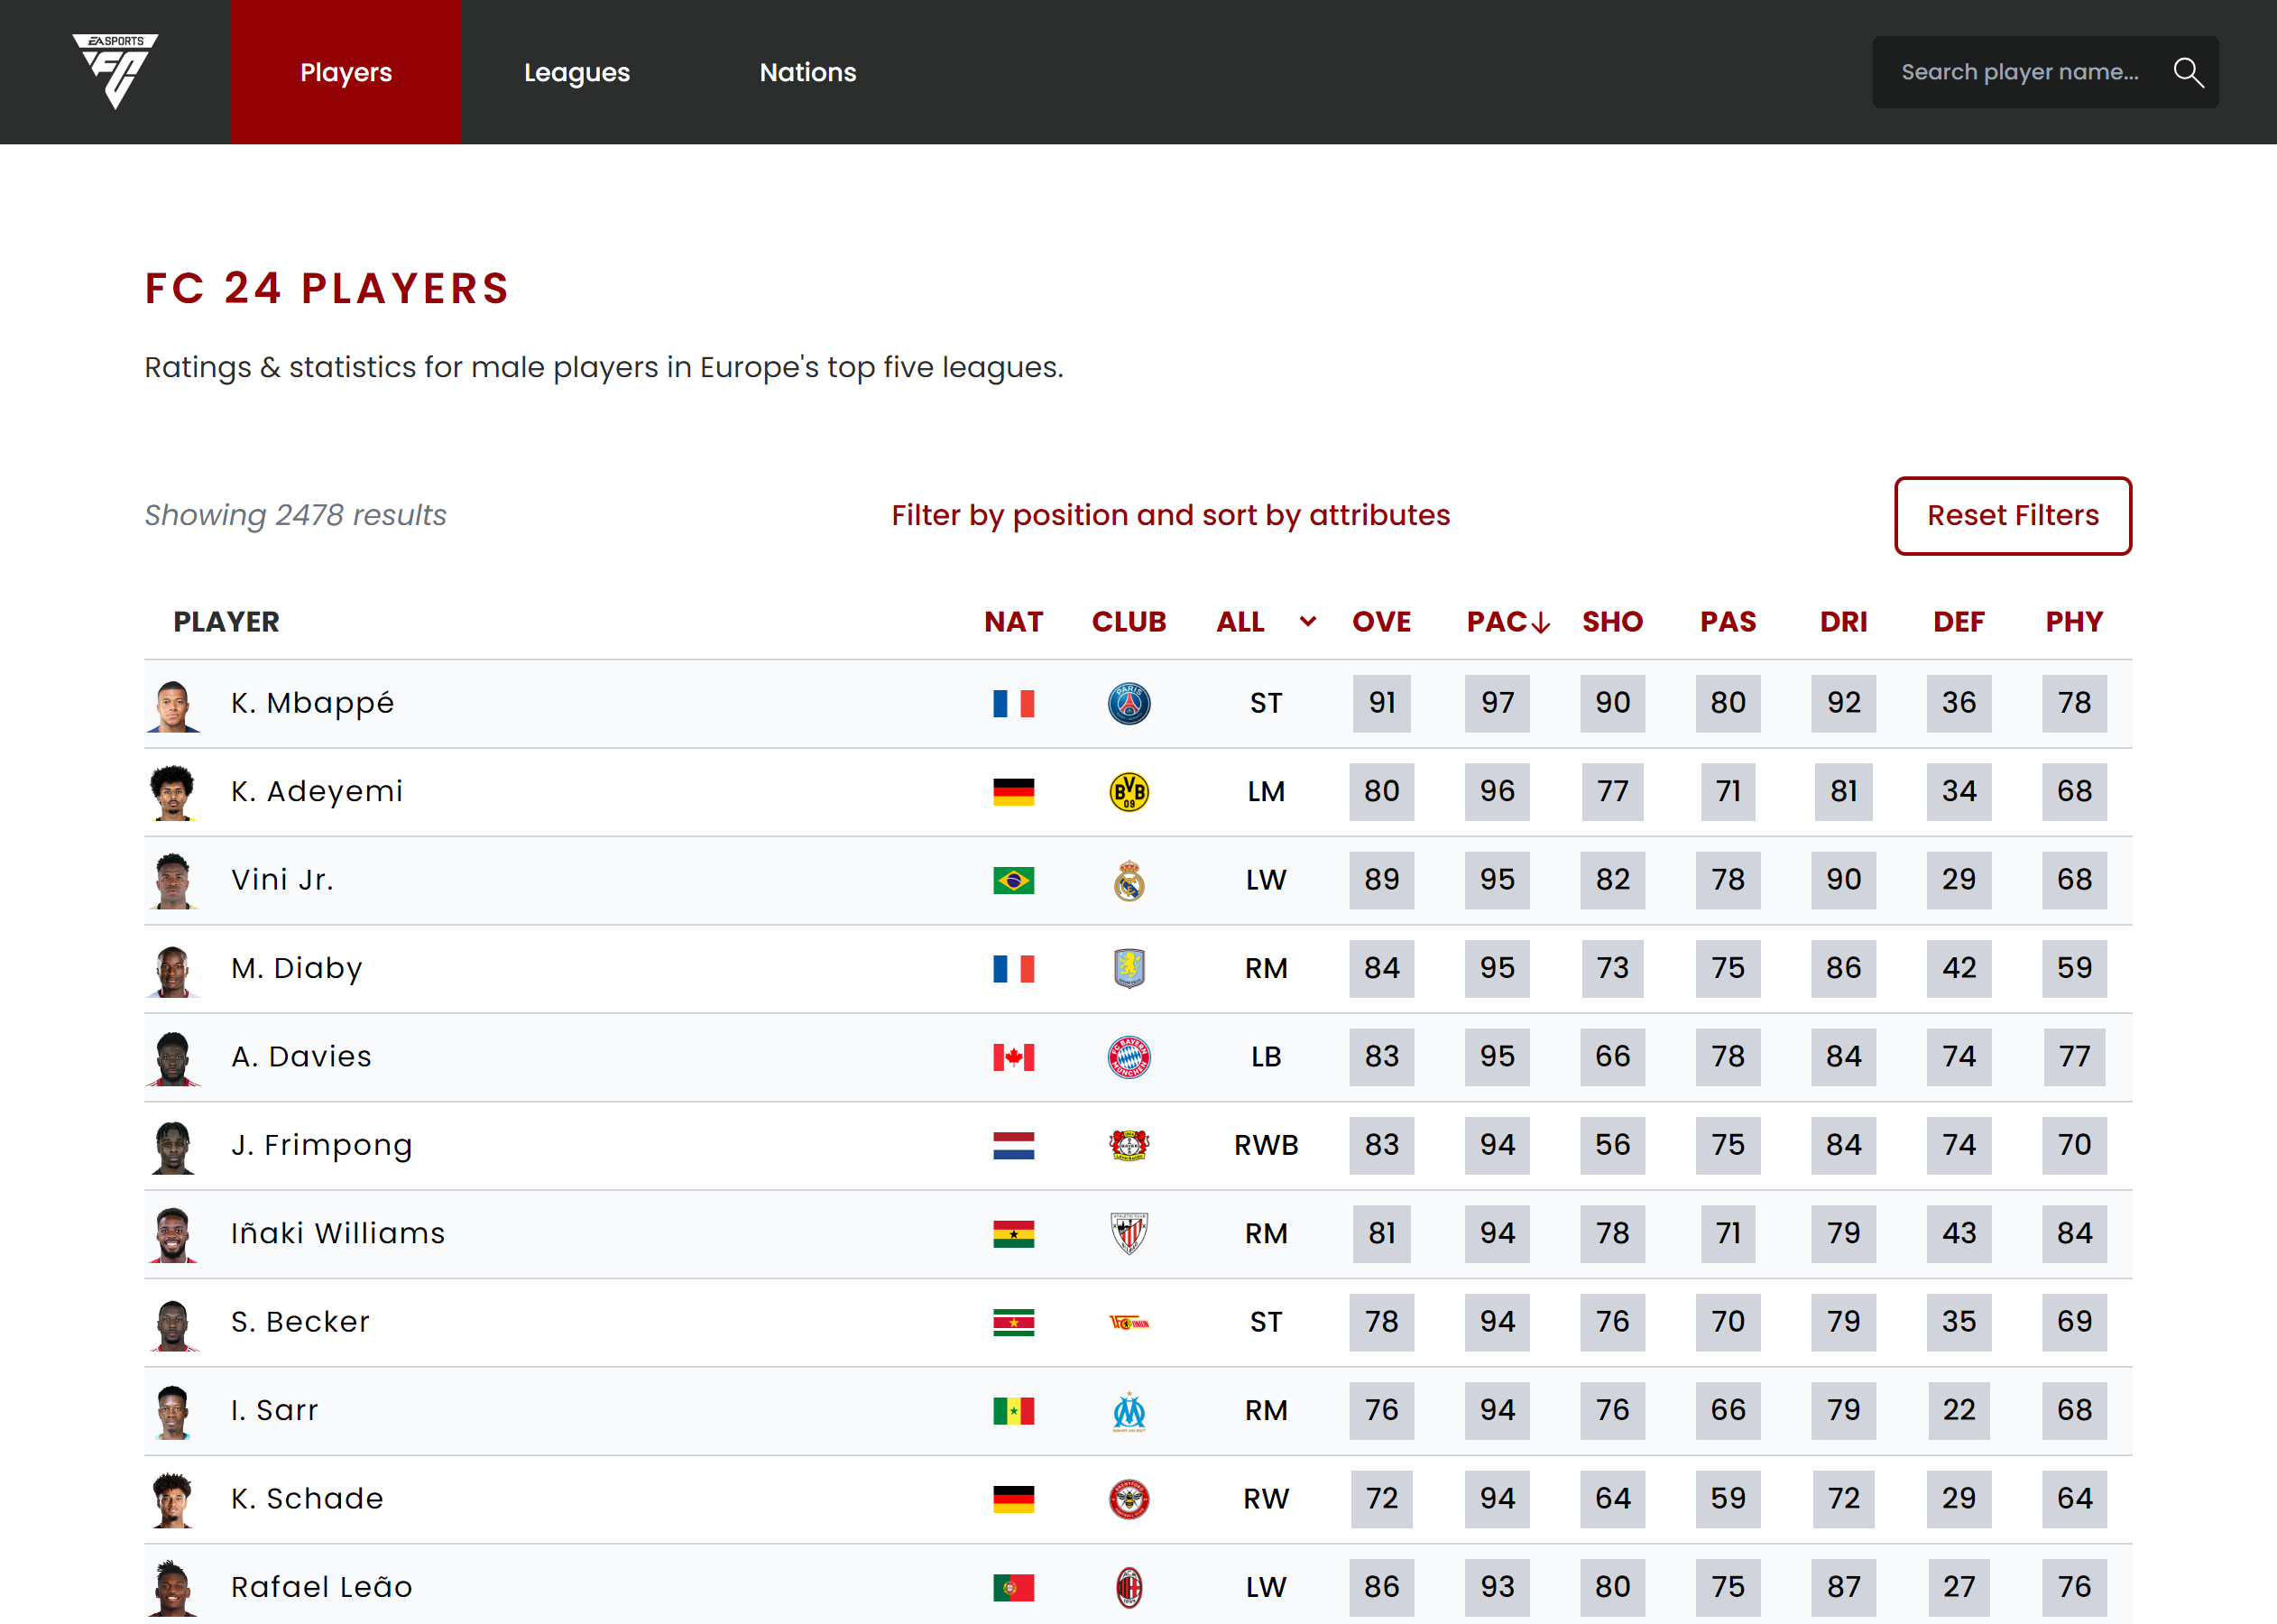 EA SPORTS
FC
Players Leagues Nations Search player name...
FC 24 PLAYERS
Ratings & statistics for male players in Europe's top five leagues.
Showing 2478 results Filter by position and sort by attributes Reset Filters
PLAYER NAT CLUB ALL OVE PAC↓ SHO PAS DRI DEF PHY
K. Mbappé PARIS ST 91 97 90 80 92 36 78
K. Adeyemi BVB 09 LM 80 96 77 71 81 34 68
Vini Jr. LW 89 95 82 78 90 29 68
M. Diaby RM 84 95 73 75 86 42 59
A. Davies FC BAYERN MÜNCHEN LB 83 95 66 78 84 74 77
J. Frimpong RWB 83 94 56 75 84 74 70
Iñaki Williams RM 81 94 78 71 79 43 84
S. Becker ST 78 94 76 70 79 35 69
I. Sarr RM 76 94 76 66 79 22 68
K. Schade RW 72 94 64 59 72 29 64
Rafael Leão LW 86 93 80 75 87 27 76